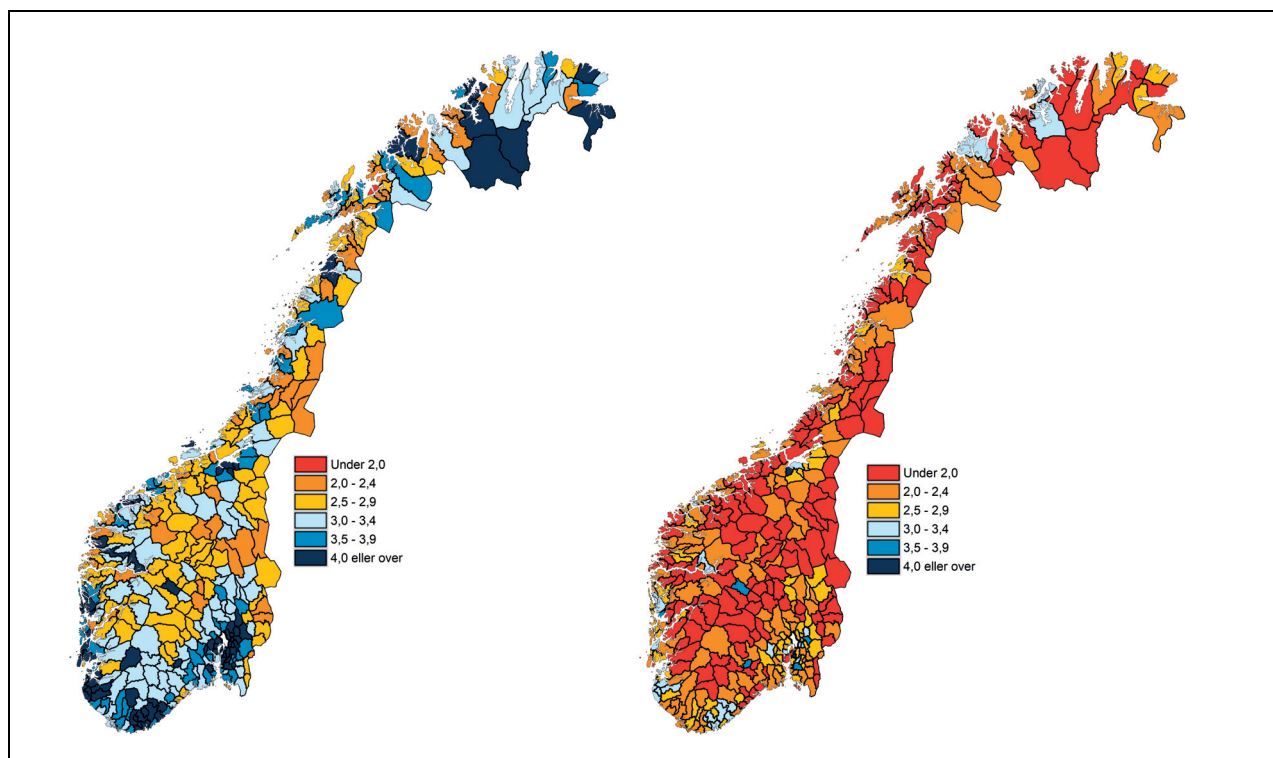 Under 2,0
2,0 - 2,4
2,5 - 2,9
3,0 - 3,4
3,5 - 3,9
4,0 eller over
Under 2,0
2,0 - 2,4
2,5 - 2,9
3,0 - 3,4
3,5 - 3,9
4,0 eller over